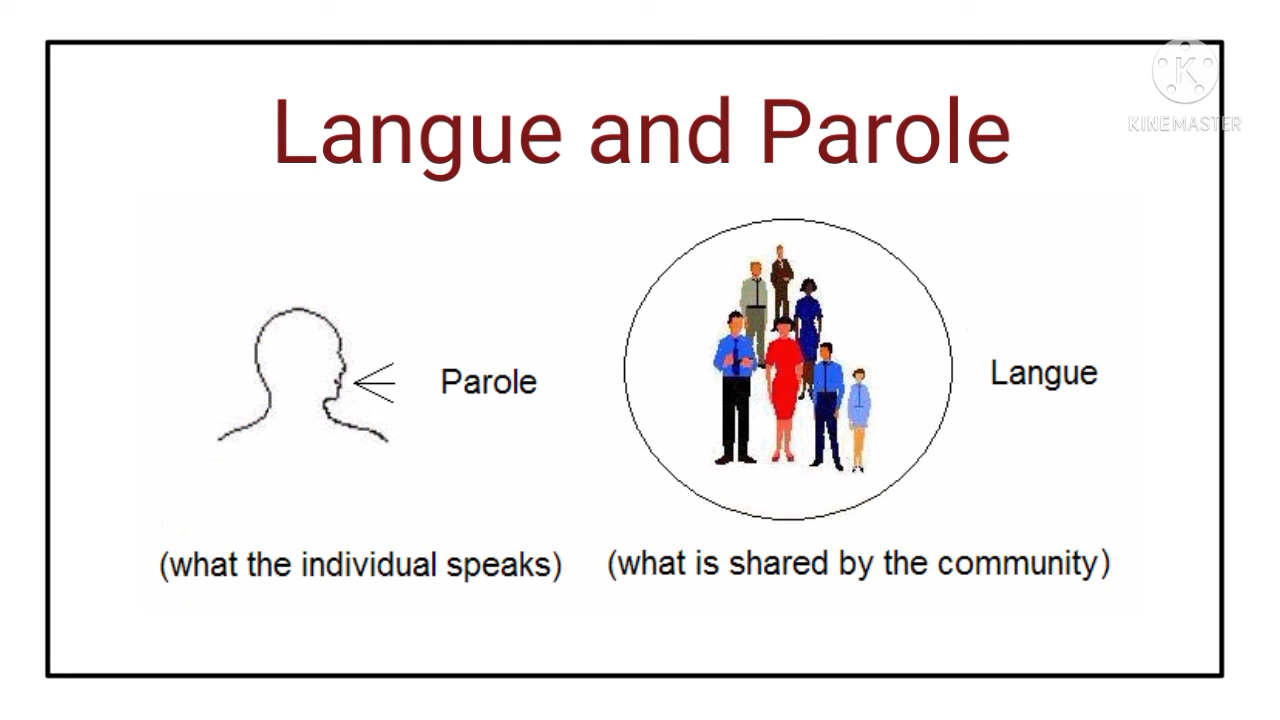 Langue and Parole
K
KINEMASTER
Parole
Langue
(what the individual speaks)
(what is shared by the community)